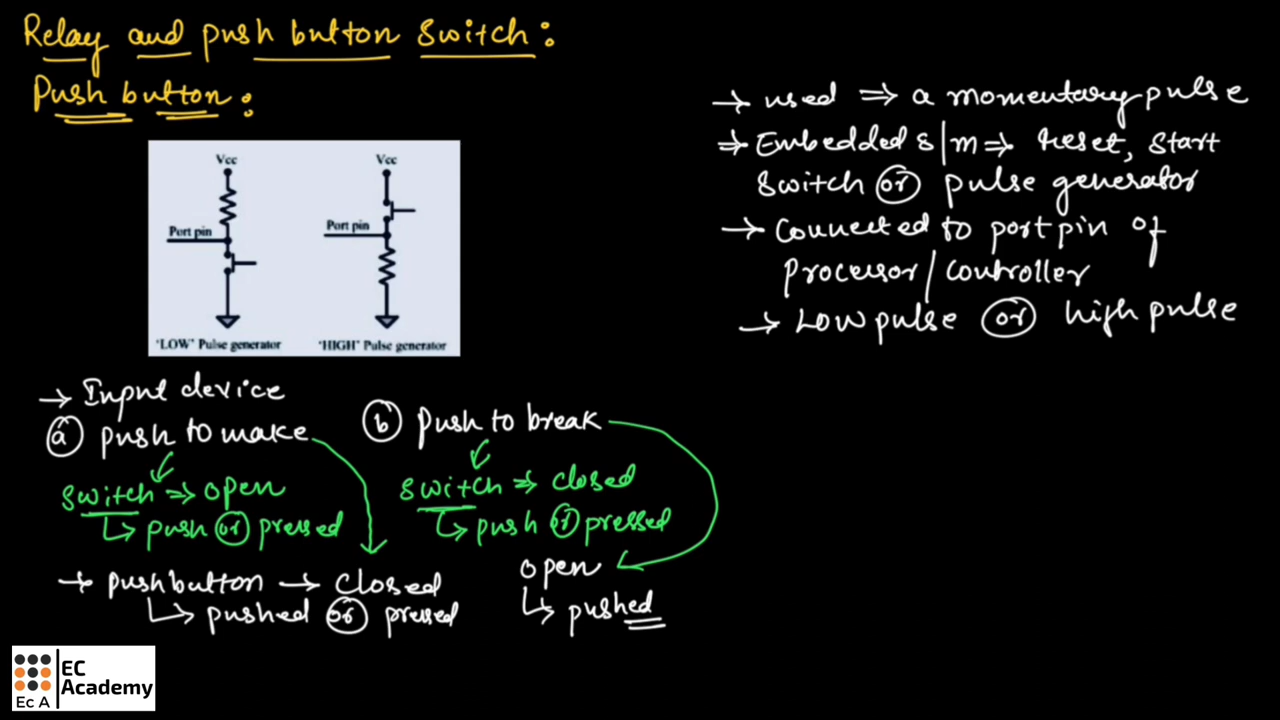 Relay and push button switch:
Push button:
Vcc
Port pin
'LOW' Pulse generator
Vcc
Port pin
'HIGH' Pulse generator
→ used ⇒ a momentary pulse
→ Embedded s/m ⇒ reset, start
switch or pulse generator
→ Connected to port pin of
Processor/controller
→ Low pulse or high pulse
→ Input device
a push to make
switch ⇒ open
↳ push or pressed
→ push button → closed
↳ pushed or pressed
b push to break
switch ⇒ closed
↳ push or pressed
open
↳ pushed
EC
Academy
Ec A